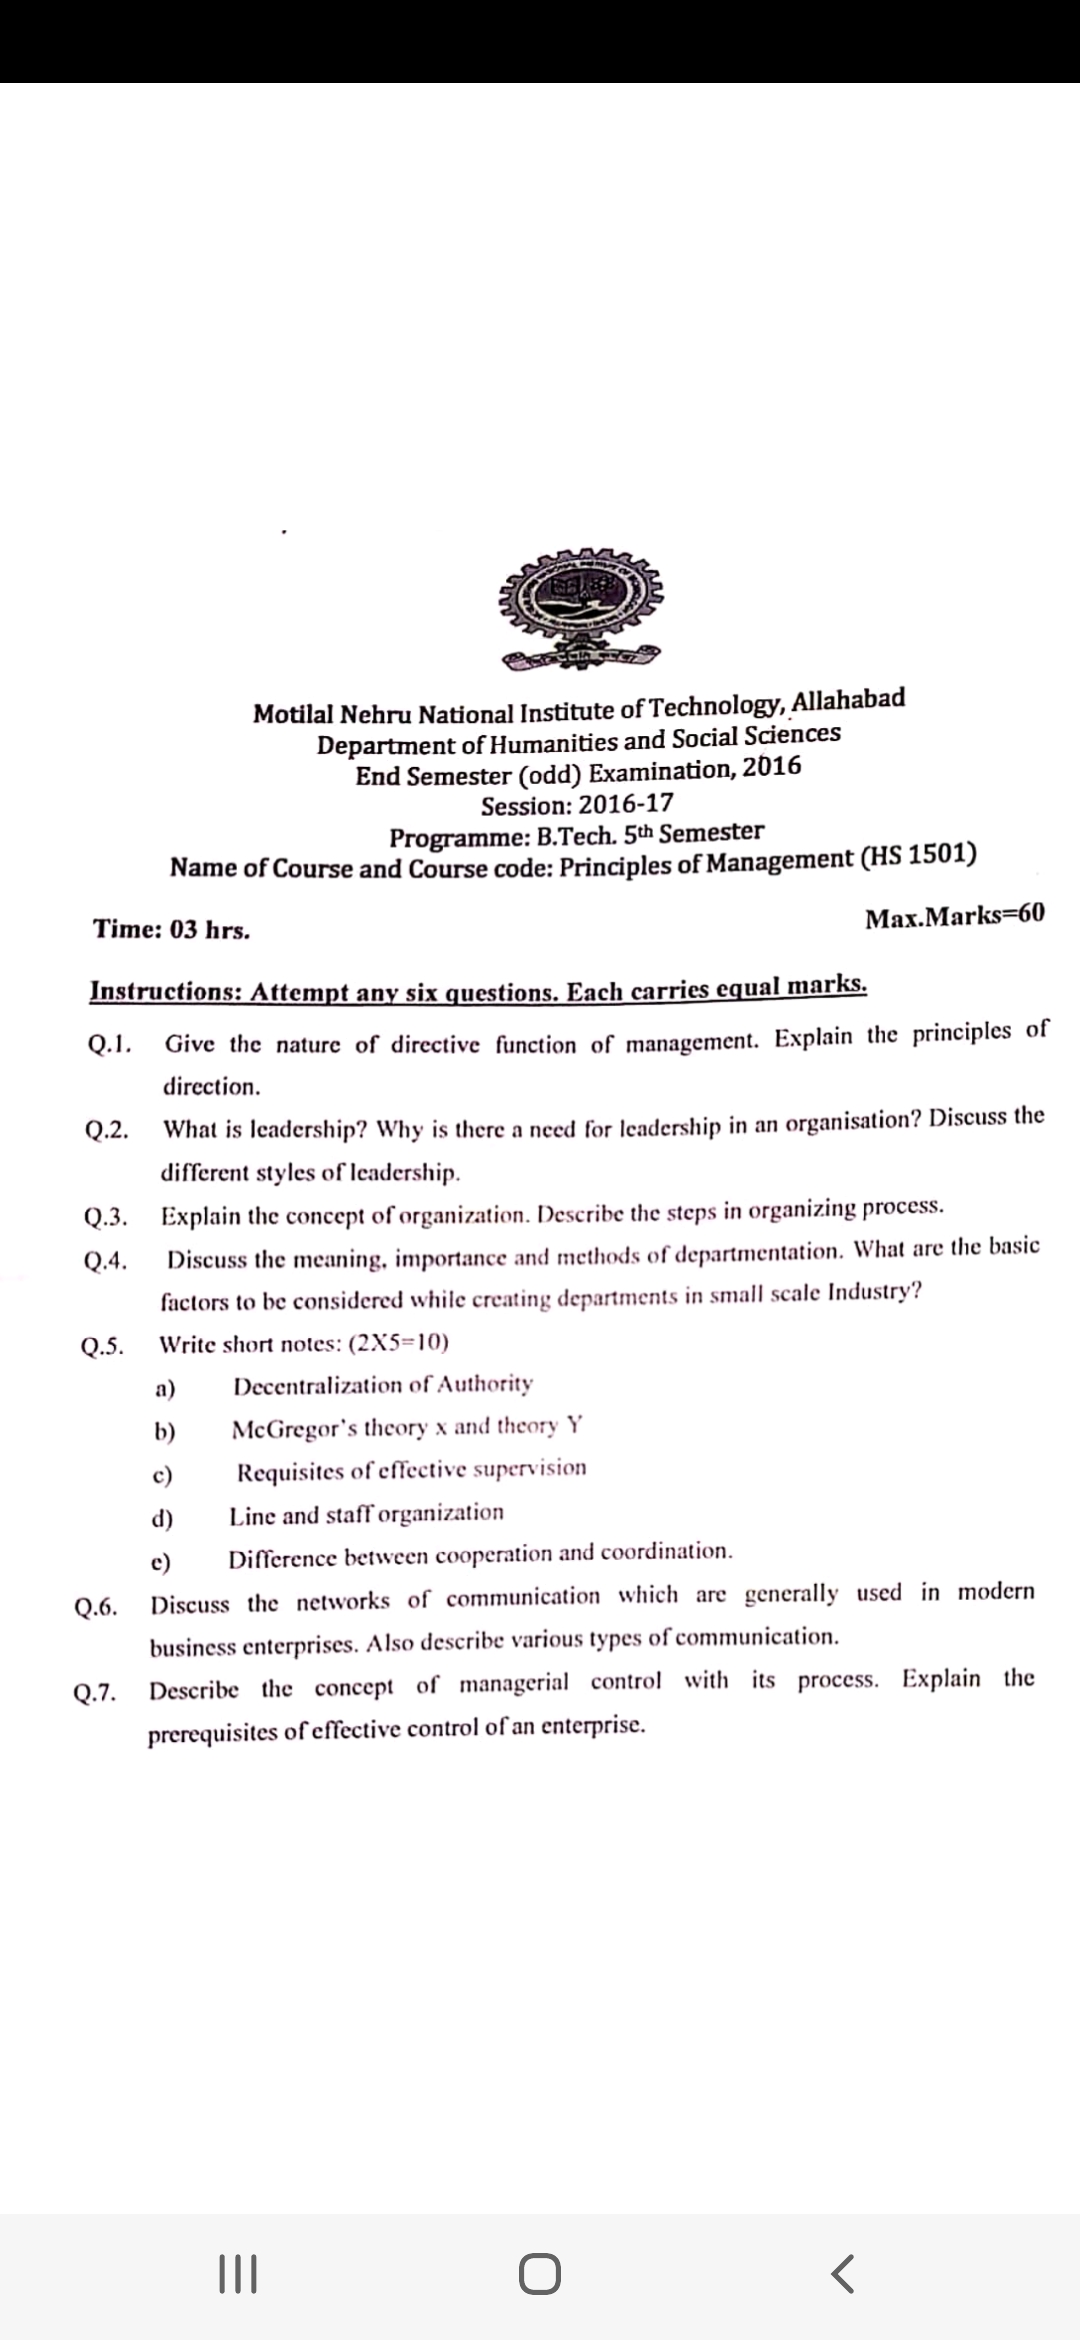 Motilal Nehru National Institute of Technology, Allahabad
Department of Humanities and Social Sciences
End Semester (odd) Examination, 2016
Session: 2016-17
Programme: B.Tech. 5th Semester
Name of Course and Course code: Principles of Management (HS 1501)
Time: 03 hrs. Max.Marks=60
Instructions: Attempt any six questions. Each carries equal marks.
Q.1. Give the nature of directive function of management. Explain the principles of
direction.
Q.2. What is leadership? Why is there a need for leadership in an organisation? Discuss the
different styles of leadership.
Q.3. Explain the concept of organization. Describe the steps in organizing process.
Q.4. Discuss the meaning, importance and methods of departmentation. What are the basic
factors to be considered while creating departments in small scale Industry?
Q.5. Write short notes: (2X5=10)
a) Decentralization of Authority
b) McGregor's theory x and theory Y
c) Requisites of effective supervision
d) Line and staff organization
e) Difference between cooperation and coordination.
Q.6. Discuss the networks of communication which are generally used in modern
business enterprises. Also describe various types of communication.
Q.7. Describe the concept of managerial control with its process. Explain the
prerequisites of effective control of an enterprise.